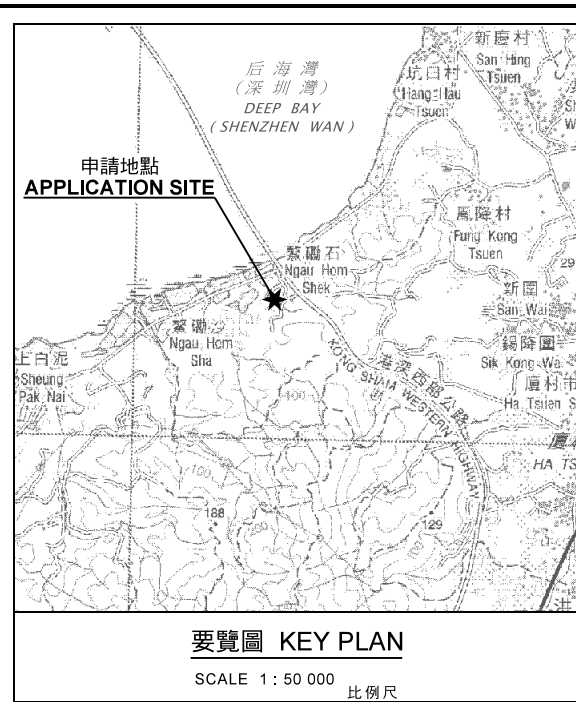 后海灣
(深圳灣)
DEEP BAY
(SHENZHEN WAN)
新慶村
San Hing
Tsuen
坑口村
Hang Hau
Tsuen
申請地點
APPLICATION SITE
鳳降村
Fung Kong
Tsuen
29
鰲磡石
Ngau Hom
Shek
新圍
San Wai
鰲磡沙
Ngau Hom
Sha
錫降圍
Sik Kong Wai
上白泥
Sheung
Pak Nai
港深西部公路
KONG SHAM WESTERN HIGHWAY
厦村市
Ha Tsuen S
100
HA TS
100
188
129
洪
要覽圖 KEY PLAN
SCALE 1 : 50 000
比例尺